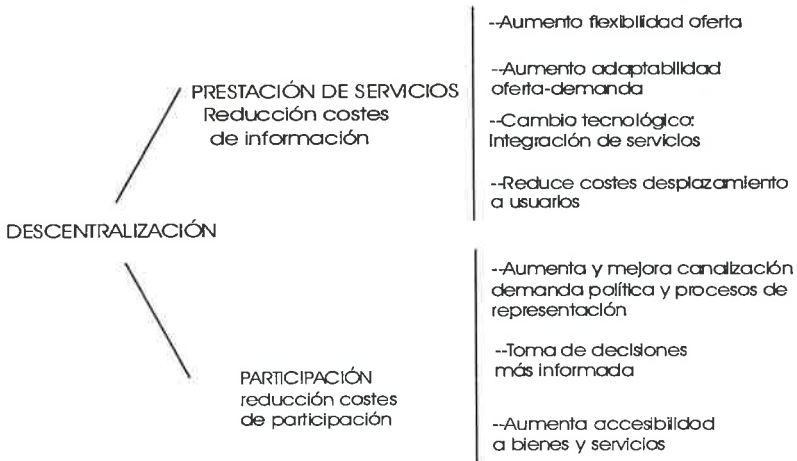 DESCENTRALIZACIÓN
PRESTACIÓN DE SERVICIOS
Reducción costes
de información
--Aumento flexibilidad oferta
--Aumento adaptabilidad
oferta-demanda
--Cambio tecnológico:
Integración de servicios
--Reduce costes desplazamiento
a usuarios
PARTICIPACIÓN
reducción costes
de participación
--Aumenta y mejora canalización
demanda política y procesos de
representación
--Toma de decisiones
más informada
--Aumenta accesibilidad
a bienes y servicios